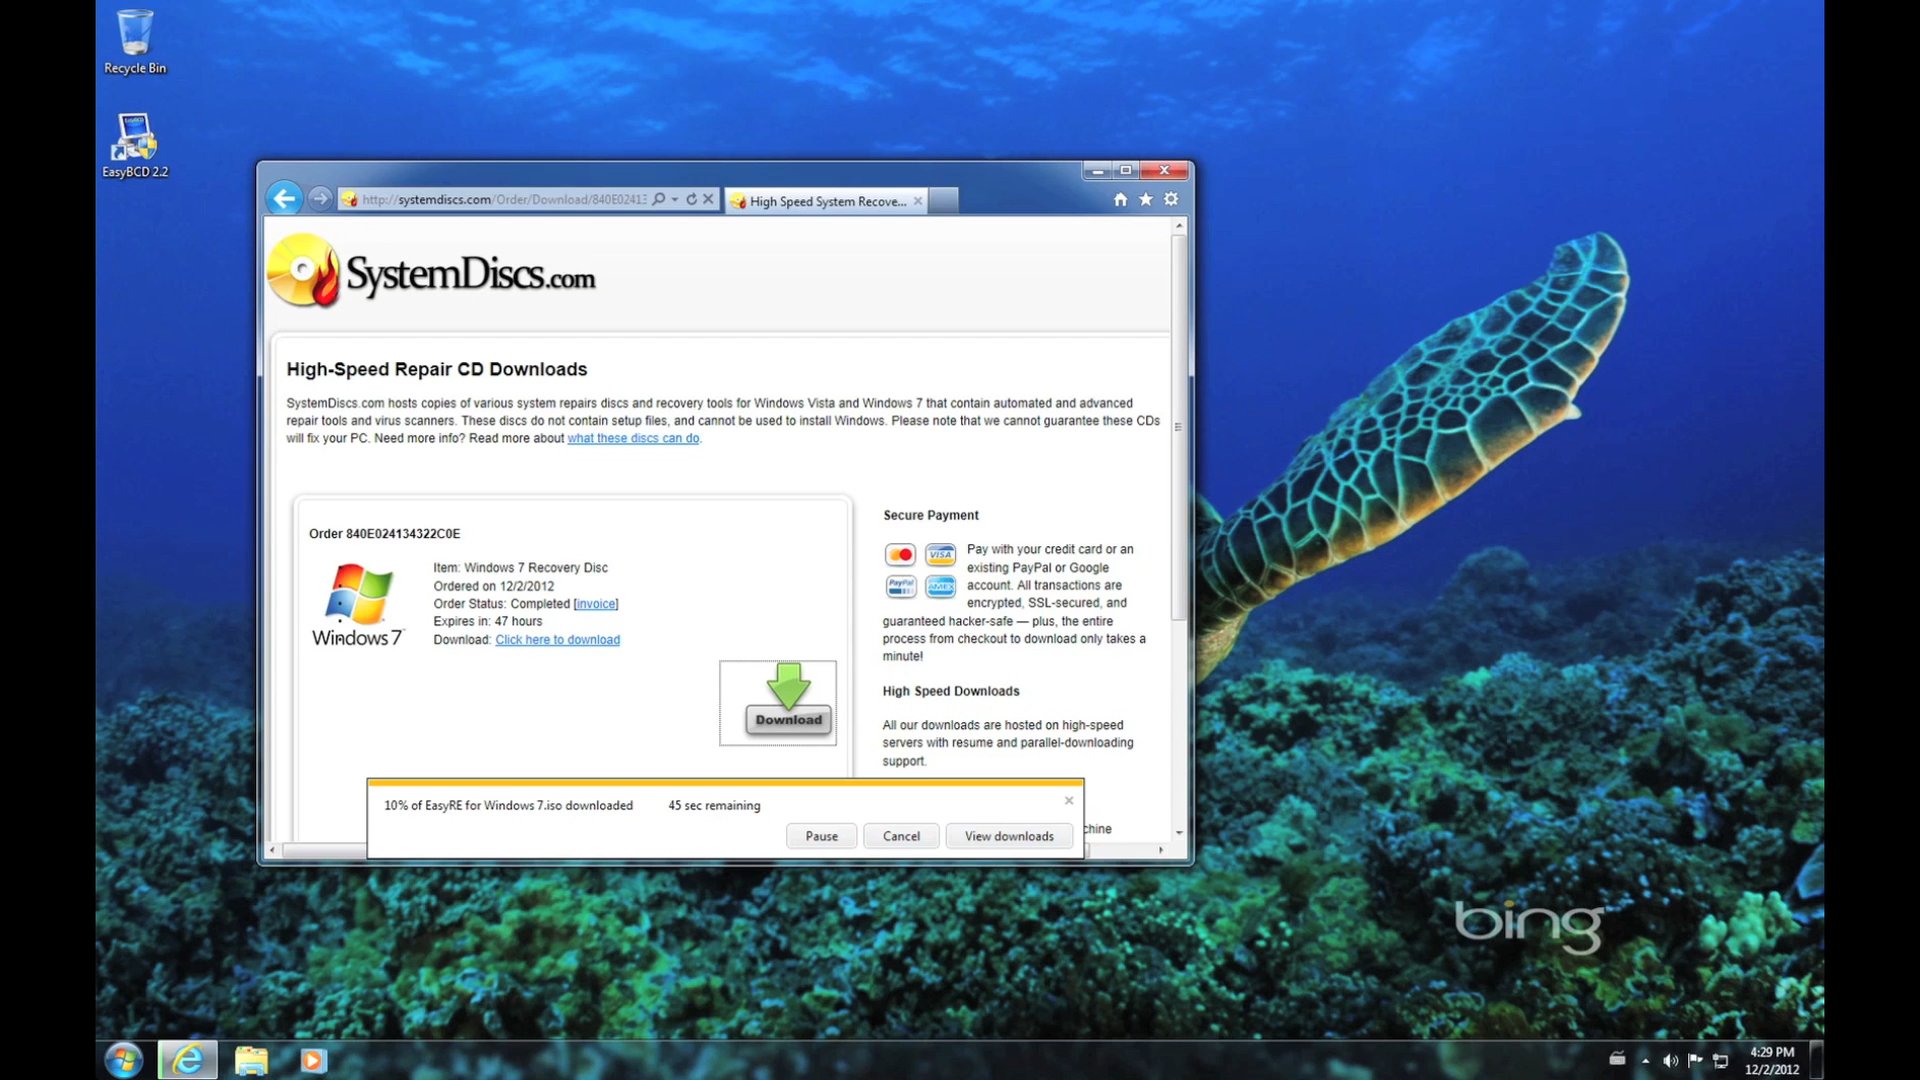 Recycle Bin
EasyBCD 2.2
http://systemdiscs.com/Order/Download/840E02413
High Speed System Recove...
SystemDiscs.com
High-Speed Repair CD Downloads
SystemDiscs.com hosts copies of various system repairs discs and recovery tools for Windows Vista and Windows 7 that contain automated and advanced
repair tools and virus scanners. These discs do not contain setup files, and cannot be used to install Windows. Please note that we cannot guarantee these CDs
will fix your PC. Need more info? Read more about what these discs can do.
Order 840E024134322C0E
Windows 7
Item: Windows 7 Recovery Disc
Ordered on 12/2/2012
Order Status: Completed [invoice]
Expires in: 47 hours
Download: Click here to download
Download
Secure Payment
VISA
PayPal
AMEX
Pay with your credit card or an
existing PayPal or Google
account. All transactions are
encrypted, SSL-secured, and
guaranteed hacker-safe — plus, the entire
process from checkout to download only takes a
minute!
High Speed Downloads
All our downloads are hosted on high-speed
servers with resume and parallel-downloading
support.
chine
10% of EasyRE for Windows 7.iso downloaded 45 sec remaining
Pause Cancel View downloads
bing
4:29 PM
12/2/2012